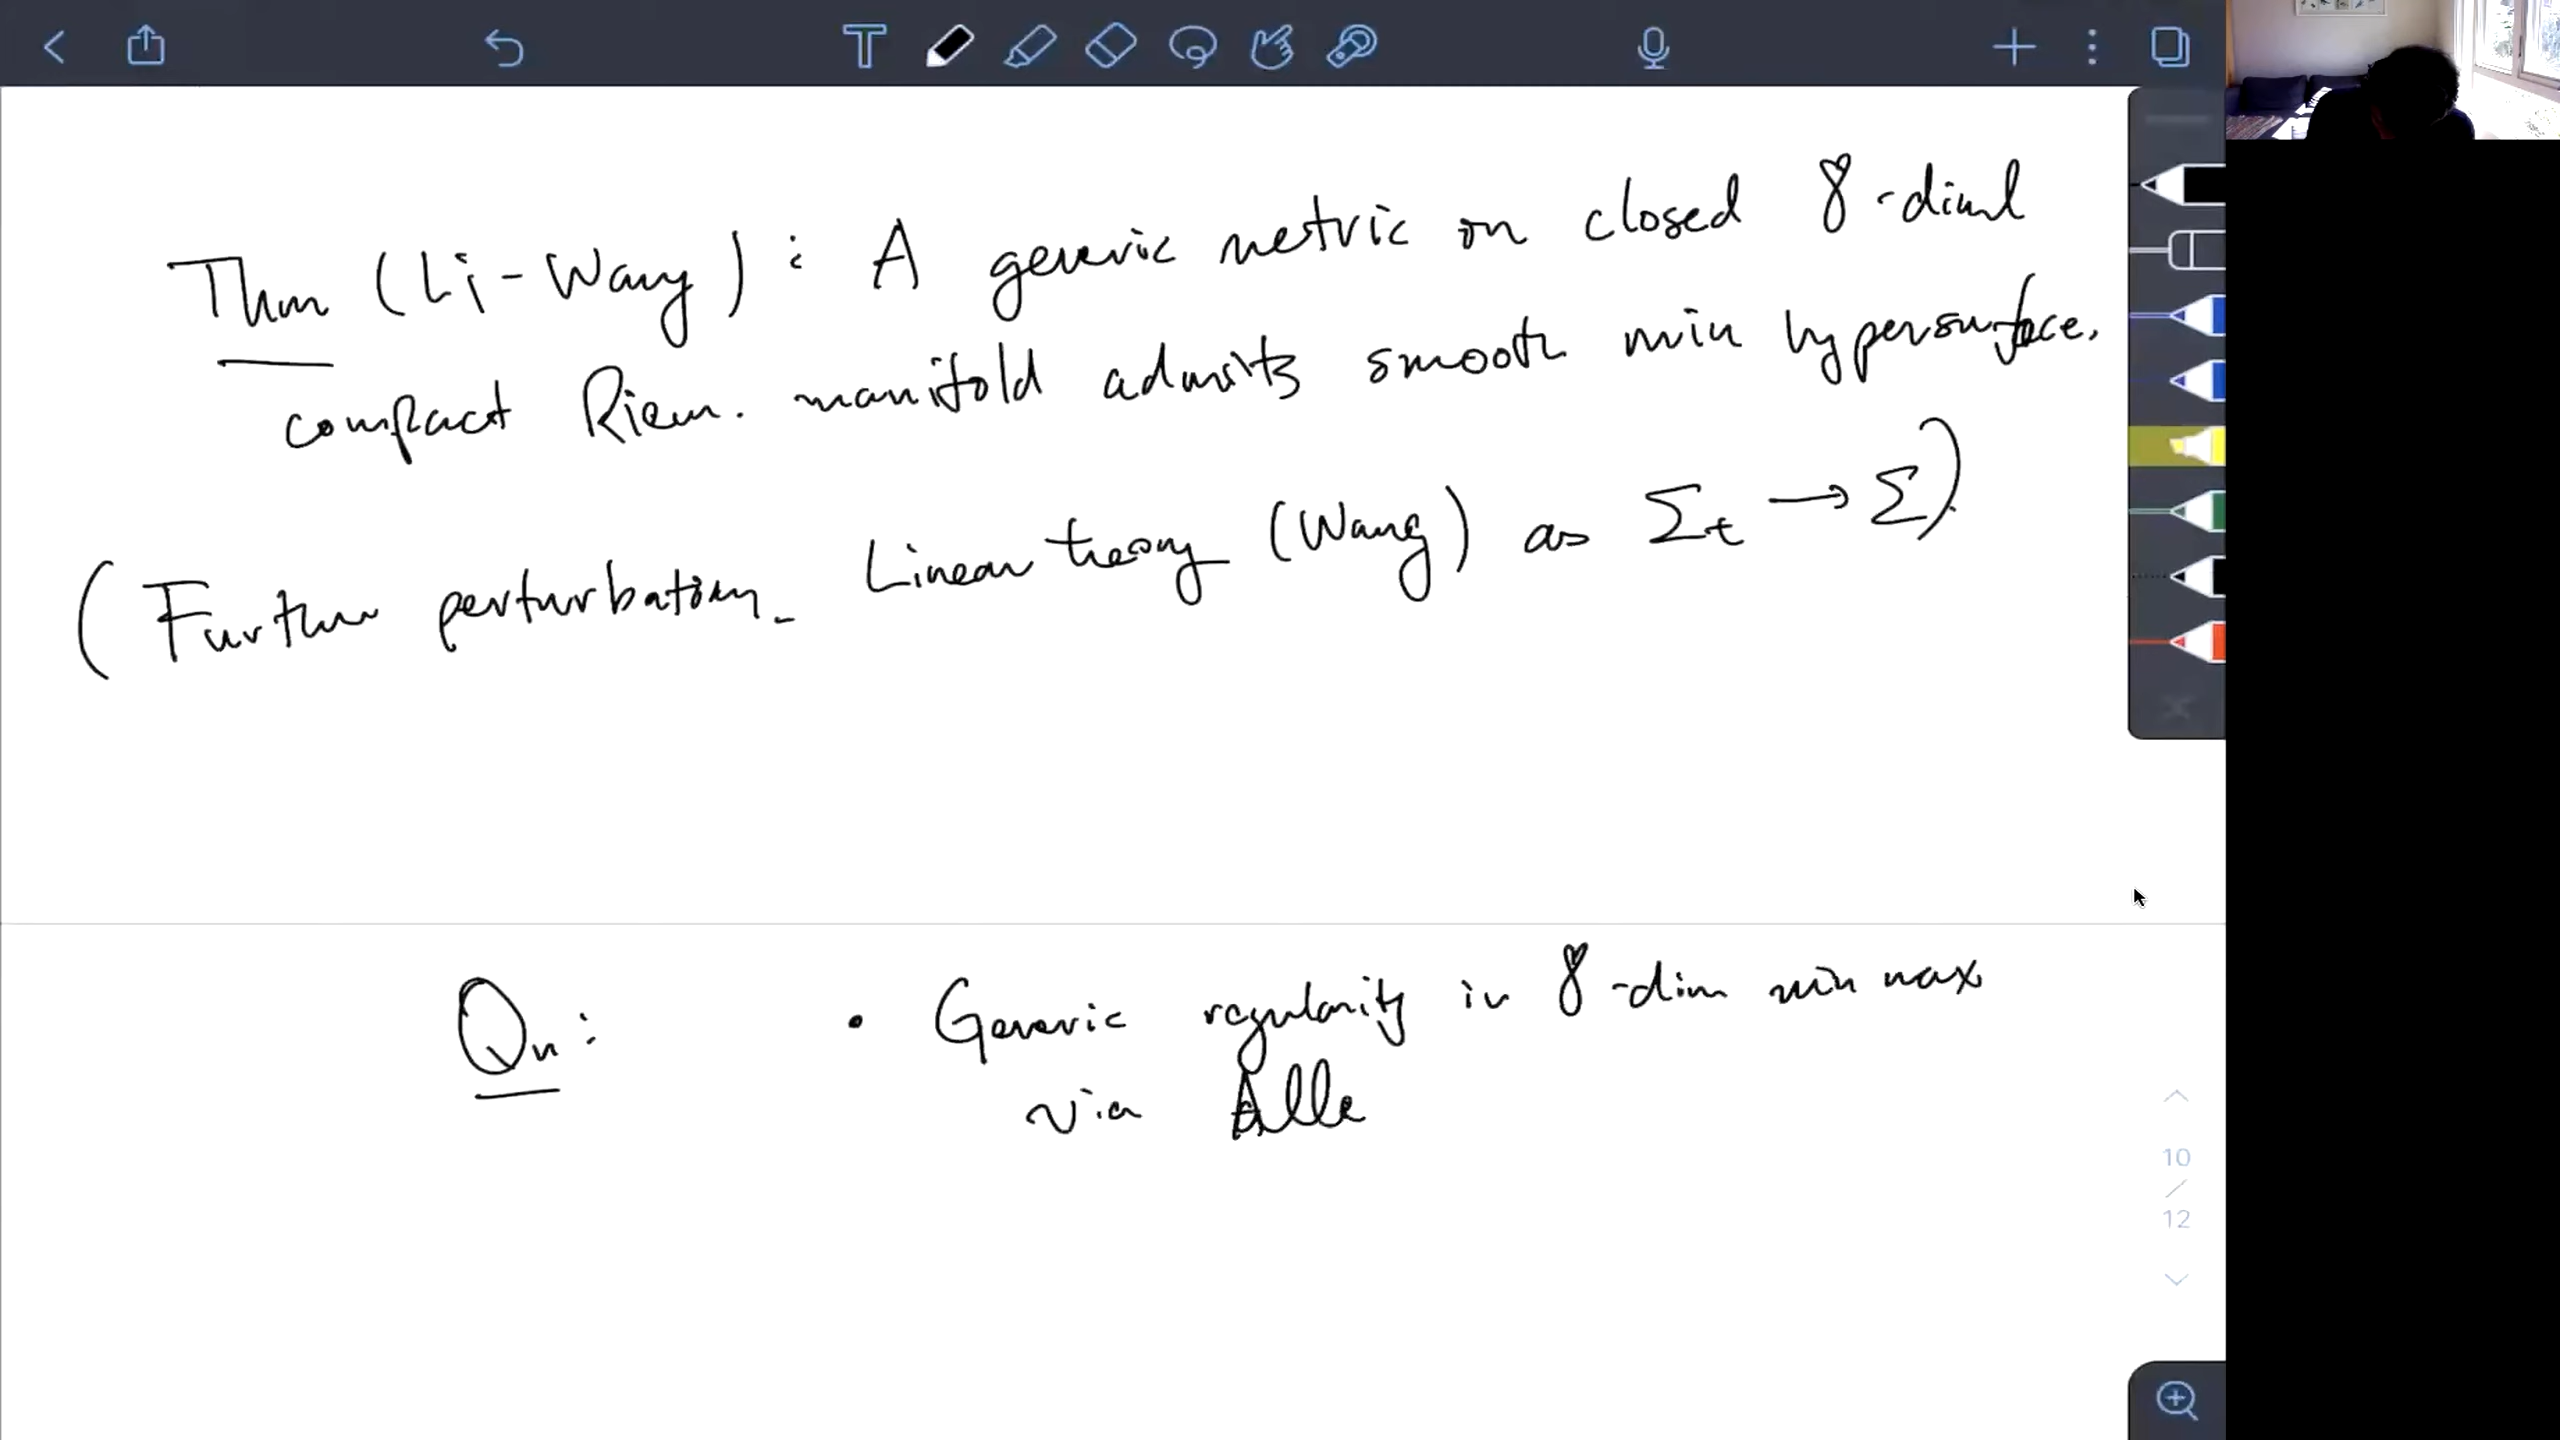 Thm (Li-Wang): A generic metric on closed 8-diml
compact Riem. manifold admits smooth min hypersurface.
(Further perturbation. Linear theory (Wang) as Σt → Σ)
Qn: • Generic regularity in 8-dim min max
via Alle
10
/
12